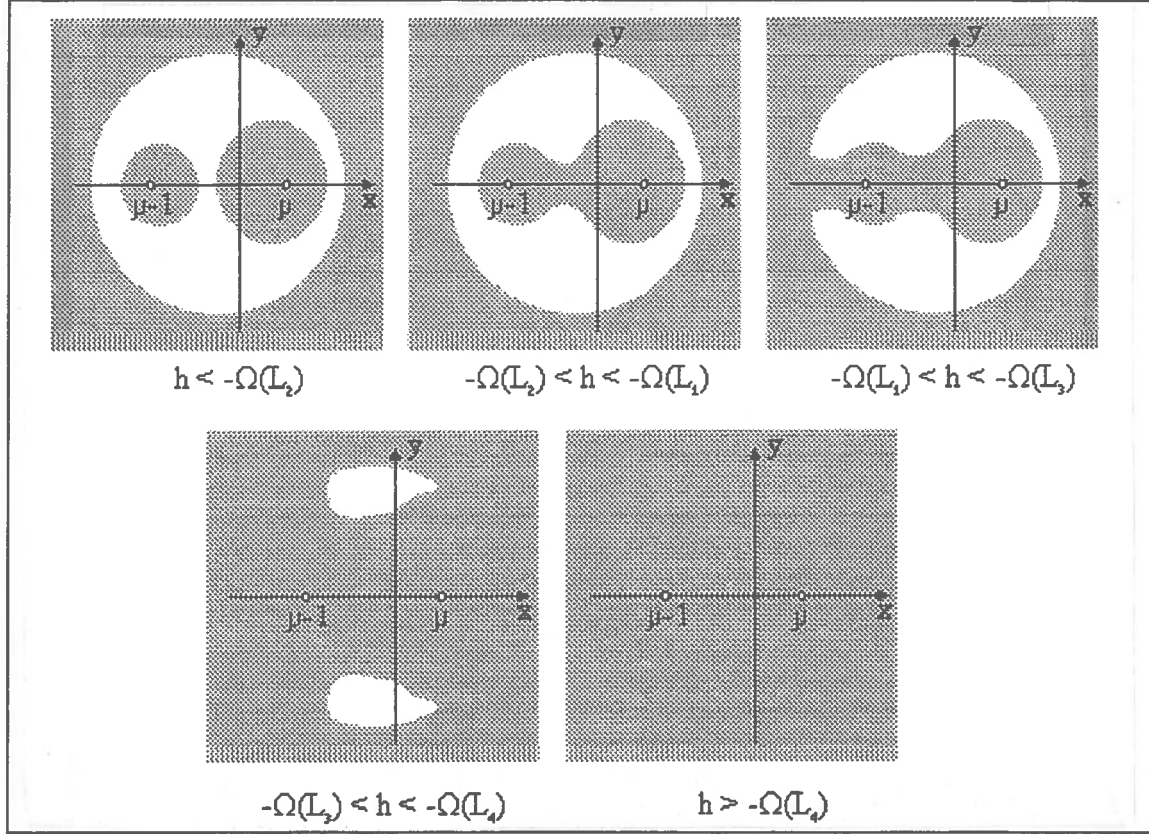 y y y
μ-1 μ x μ-1 μ x μ-1 μ x
h < -Ω(L₂) -Ω(L₂) < h < -Ω(L₁) -Ω(L₁) < h < -Ω(L₃)
y y
μ-1 μ x μ-1 μ x
-Ω(L₃) < h < -Ω(L₄) h > -Ω(L₄)